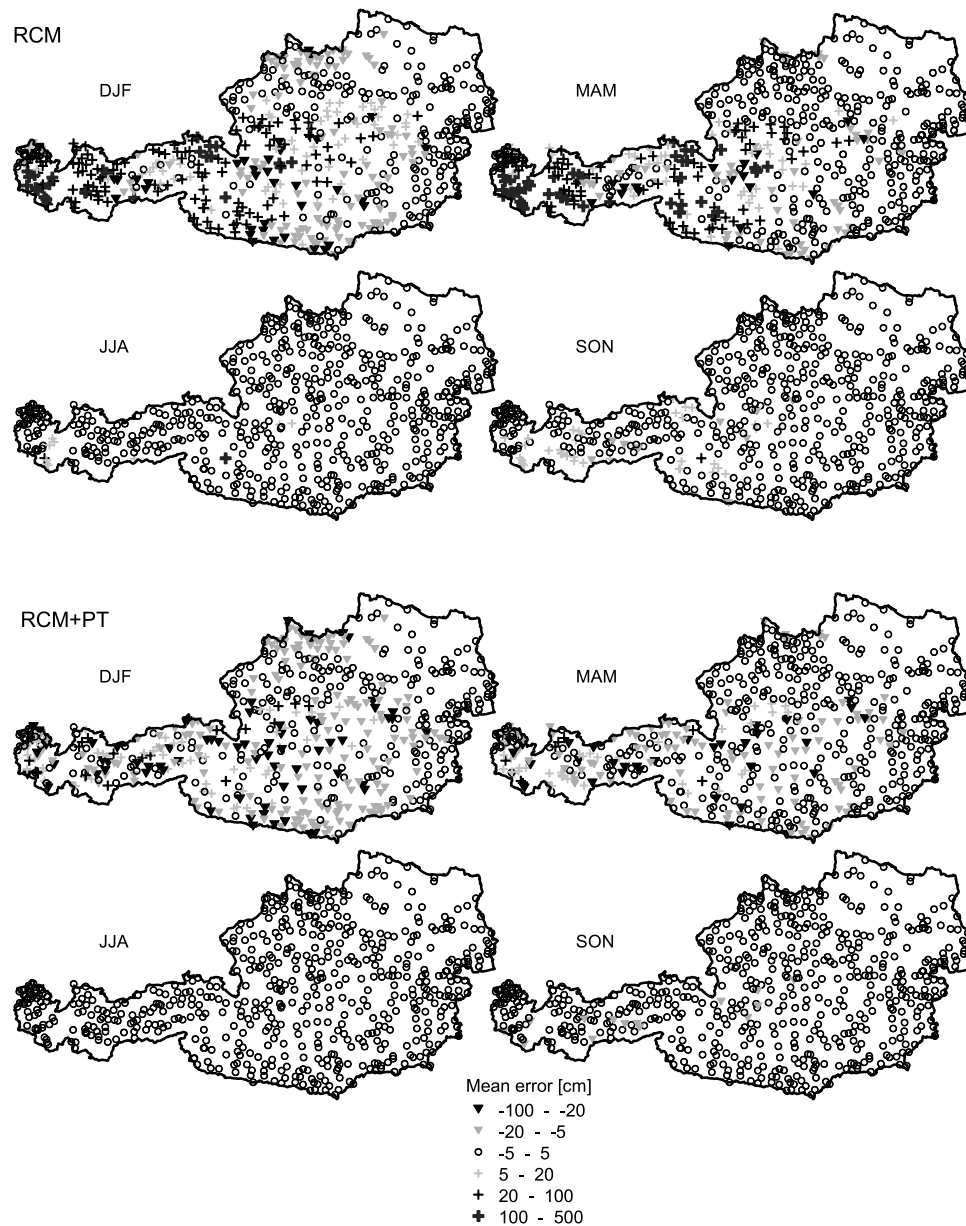 RCM
DJF
MAM
JJA
SON
RCM+PT
DJF
MAM
JJA
SON
Mean error [cm]
-100 - -20
-20 - -5
-5 - 5
5 - 20
20 - 100
100 - 500